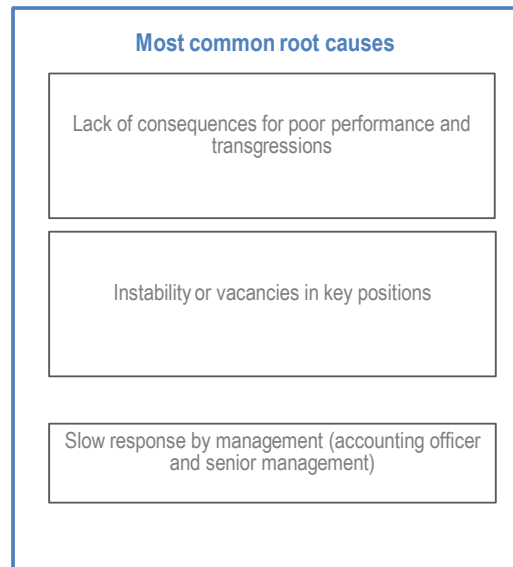 Most common root causes
Lack of consequences for poor performance and
transgressions
Instability or vacancies in key positions
Slow response by management (accounting officer
and senior management)